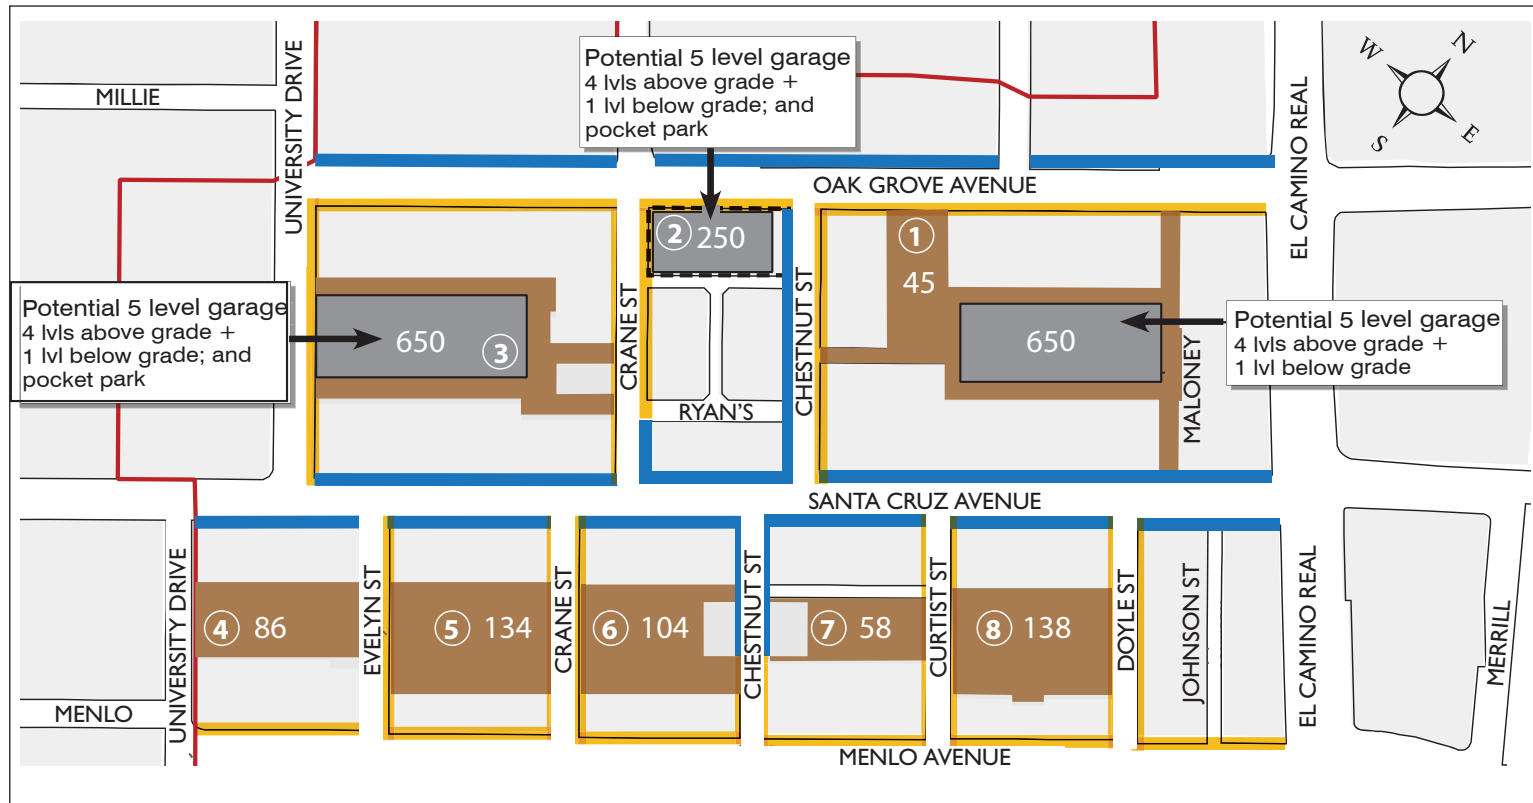 MILLIE
UNIVERSITY DRIVE
Potential 5 level garage
4 lvls above grade +
1 lvl below grade; and
pocket park
EL CAMINO REAL
W
N
S
E
OAK GROVE AVENUE
Potential 5 level garage
4 lvls above grade +
1 lvl below grade; and
pocket park
650
3
CRANE ST
2
250
RYAN'S
CHESTNUT ST
1
45
650
MALONEY
Potential 5 level garage
4 lvls above grade +
1 lvl below grade
SANTA CRUZ AVENUE
MENLO
UNIVERSITY DRIVE
4 86
EVELYN ST
5 134
CRANE ST
6 104
CHESTNUT ST
7 58
CURTIST ST
8 138
DOYLE ST
JOHNSON ST
EL CAMINO REAL
MERRILL
MENLO AVENUE